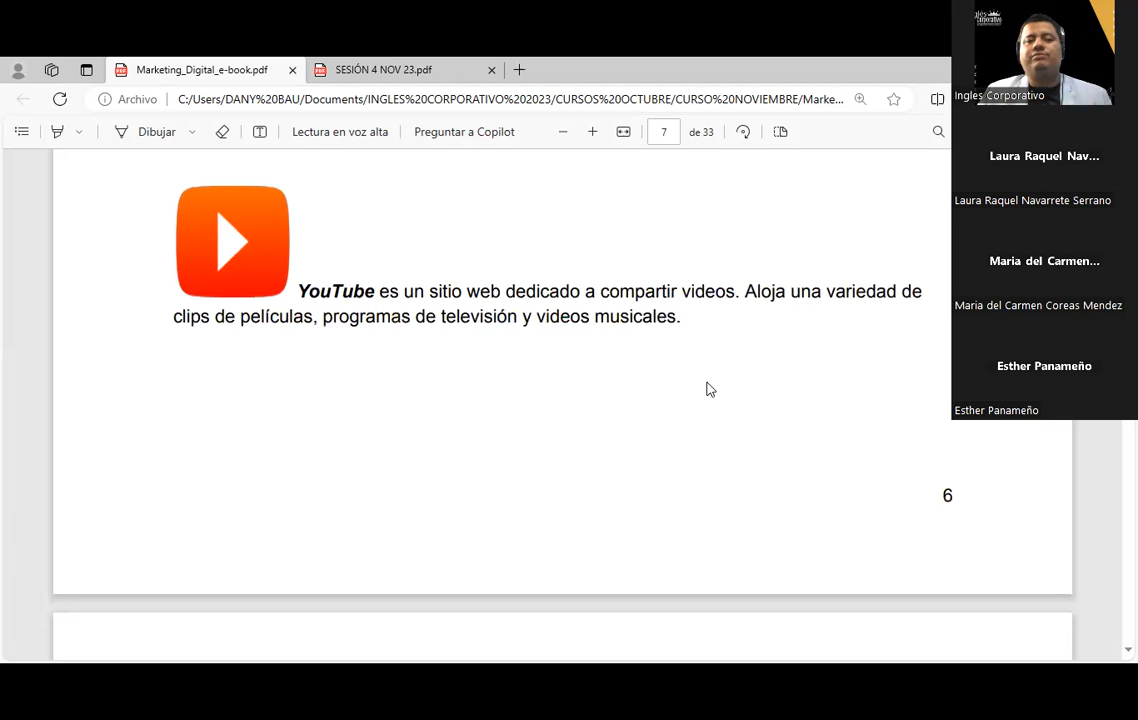 Marketing_Digital_e-book.pdf
SESIÓN 4 NOV 23.pdf
Archivo
C:/Users/DANY%20BAU/Documents/INGLES%20CORPORATIVO%202023/CURSOS%20OCTUBRE/CURSO%20NOVIEMBRE/Marke...
Dibujar
Lectura en voz alta
Preguntar a Copilot
7
de 33
YouTube es un sitio web dedicado a compartir videos. Aloja una variedad de
clips de películas, programas de televisión y videos musicales.
6
Ingles Corporativo
Laura Raquel Nav...
Laura Raquel Navarrete Serrano
Maria del Carmen...
Maria del Carmen Coreas Mendez
Esther Panameño
Esther Panameño